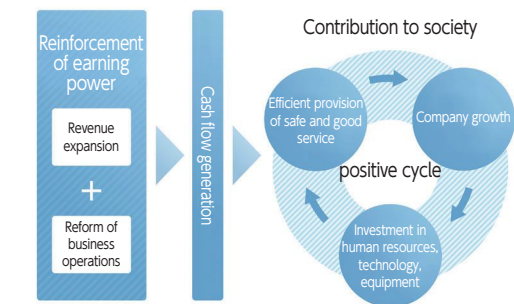 Reinforcement
of earning
power
Revenue
expansion
+
Reform of
business
operations
Cash flow generation
Contribution to society
Efficient provision
of safe and good
service
Company growth
positive cycle
Investment in
human resources,
technology,
equipment